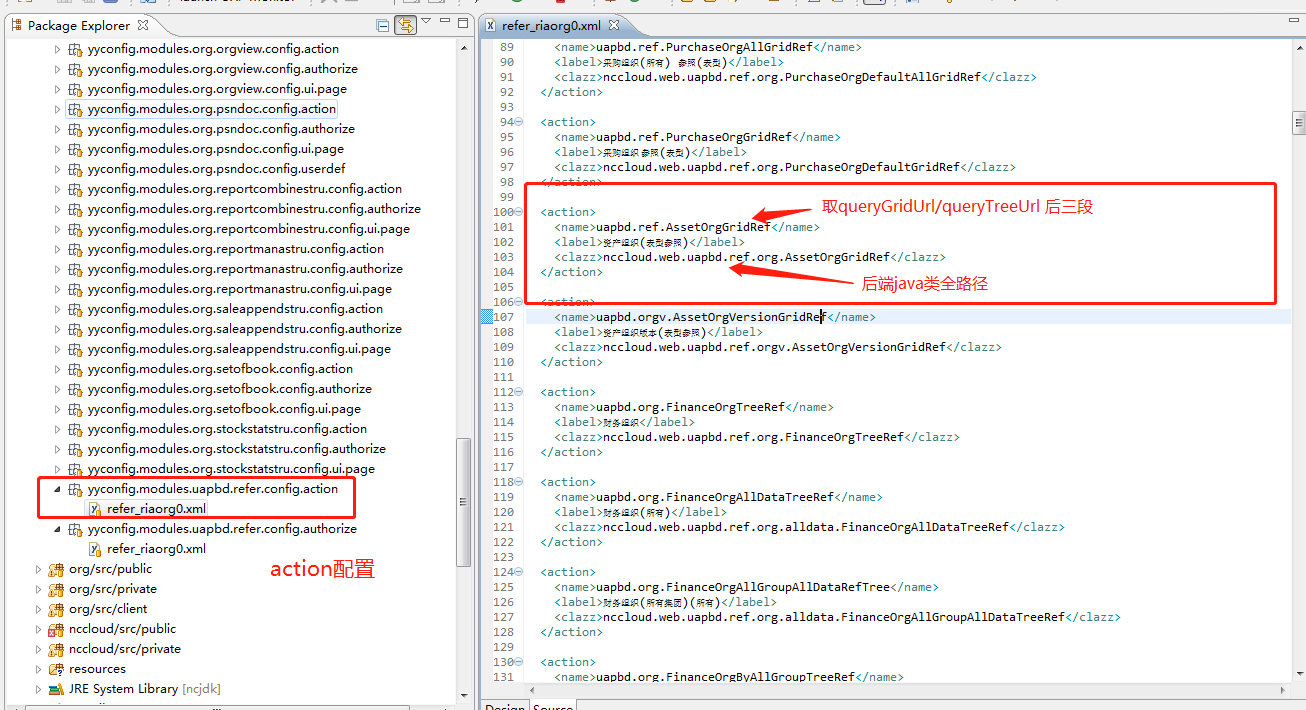 Package Explorer
yyconfig.modules.org.orgview.config.action
yyconfig.modules.org.orgview.config.authorize
yyconfig.modules.org.orgview.config.ui.page
yyconfig.modules.org.psndoc.config.action
yyconfig.modules.org.psndoc.config.authorize
yyconfig.modules.org.psndoc.config.ui.page
yyconfig.modules.org.psndoc.config.userdef
yyconfig.modules.org.reportcombinestru.config.action
yyconfig.modules.org.reportcombinestru.config.authorize
yyconfig.modules.org.reportcombinestru.config.ui.page
yyconfig.modules.org.reportmanastru.config.action
yyconfig.modules.org.reportmanastru.config.authorize
yyconfig.modules.org.reportmanastru.config.ui.page
yyconfig.modules.org.saleappendstru.config.action
yyconfig.modules.org.saleappendstru.config.authorize
yyconfig.modules.org.saleappendstru.config.ui.page
yyconfig.modules.org.setofbook.config.action
yyconfig.modules.org.setofbook.config.authorize
yyconfig.modules.org.setofbook.config.ui.page
yyconfig.modules.org.stockstatstru.config.action
yyconfig.modules.org.stockstatstru.config.authorize
yyconfig.modules.org.stockstatstru.config.ui.page
yyconfig.modules.uapbd.refer.config.action
refer_riaorg0.xml
yyconfig.modules.uapbd.refer.config.authorize
refer_riaorg0.xml
org/src/public
org/src/private
org/src/client
nccloud/src/public
nccloud/src/private
resources
JRE System Library [ncjdk]
action配置
refer_riaorg0.xml
89 <name>uapbd.ref.PurchaseOrgAllGridRef</name>
90 <label>采购组织(所有) 参照(表型)</label>
91 <clazz>nccloud.web.uapbd.ref.org.PurchaseOrgDefaultAllGridRef</clazz>
92 </action>
93
94 <action>
95 <name>uapbd.ref.PurchaseOrgGridRef</name>
96 <label>采购组织 参照(表型)</label>
97 <clazz>nccloud.web.uapbd.ref.org.PurchaseOrgDefaultGridRef</clazz>
98 </action>
99
100 <action>
101 <name>uapbd.ref.AssetOrgGridRef</name>
102 <label>资产组织(表型参照)</label>
103 <clazz>nccloud.web.uapbd.ref.org.AssetOrgGridRef</clazz>
104 </action>
105
106 <action>
107 <name>uapbd.orgv.AssetOrgVersionGridRef</name>
108 <label>资产组织版本(表型参照)</label>
109 <clazz>nccloud.web.uapbd.ref.orgv.AssetOrgVersionGridRef</clazz>
110 </action>
111
112 <action>
113 <name>uapbd.org.FinanceOrgTreeRef</name>
114 <label>财务组织</label>
115 <clazz>nccloud.web.uapbd.ref.org.FinanceOrgTreeRef</clazz>
116 </action>
117
118 <action>
119 <name>uapbd.org.FinanceOrgAllDataTreeRef</name>
120 <label>财务组织(所有)</label>
121 <clazz>nccloud.web.uapbd.ref.org.alldata.FinanceOrgAllDataTreeRef</clazz>
122 </action>
123
124 <action>
125 <name>uapbd.org.FinanceOrgAllGroupAllDataRefTree</name>
126 <label>财务组织(所有集团)(所有)</label>
127 <clazz>nccloud.web.uapbd.ref.org.alldata.FinanceOrgAllGroupAllDataTreeRef</clazz>
128 </action>
129
130 <action>
131 <name>uapbd.org.FinanceOrgByAllGroupTreeRef</name>
取queryGridUrl/queryTreeUrl 后三段
后端java类全路径
Design Source